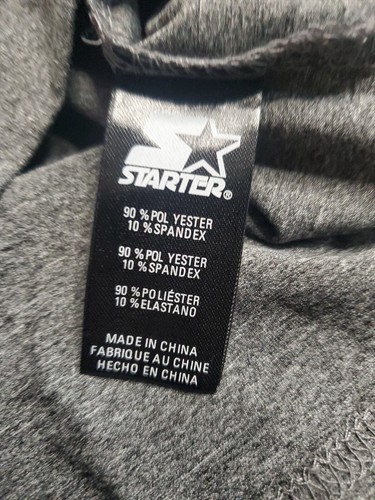 STARTER®
90 % POL YESTER
10 % SPANDEX
90 % POL YESTER
10 % SPANDEX
90 % POLIÉSTER
10 % ELASTANO
MADE IN CHINA
FABRIQUE AU CHINE
HECHO EN CHINA